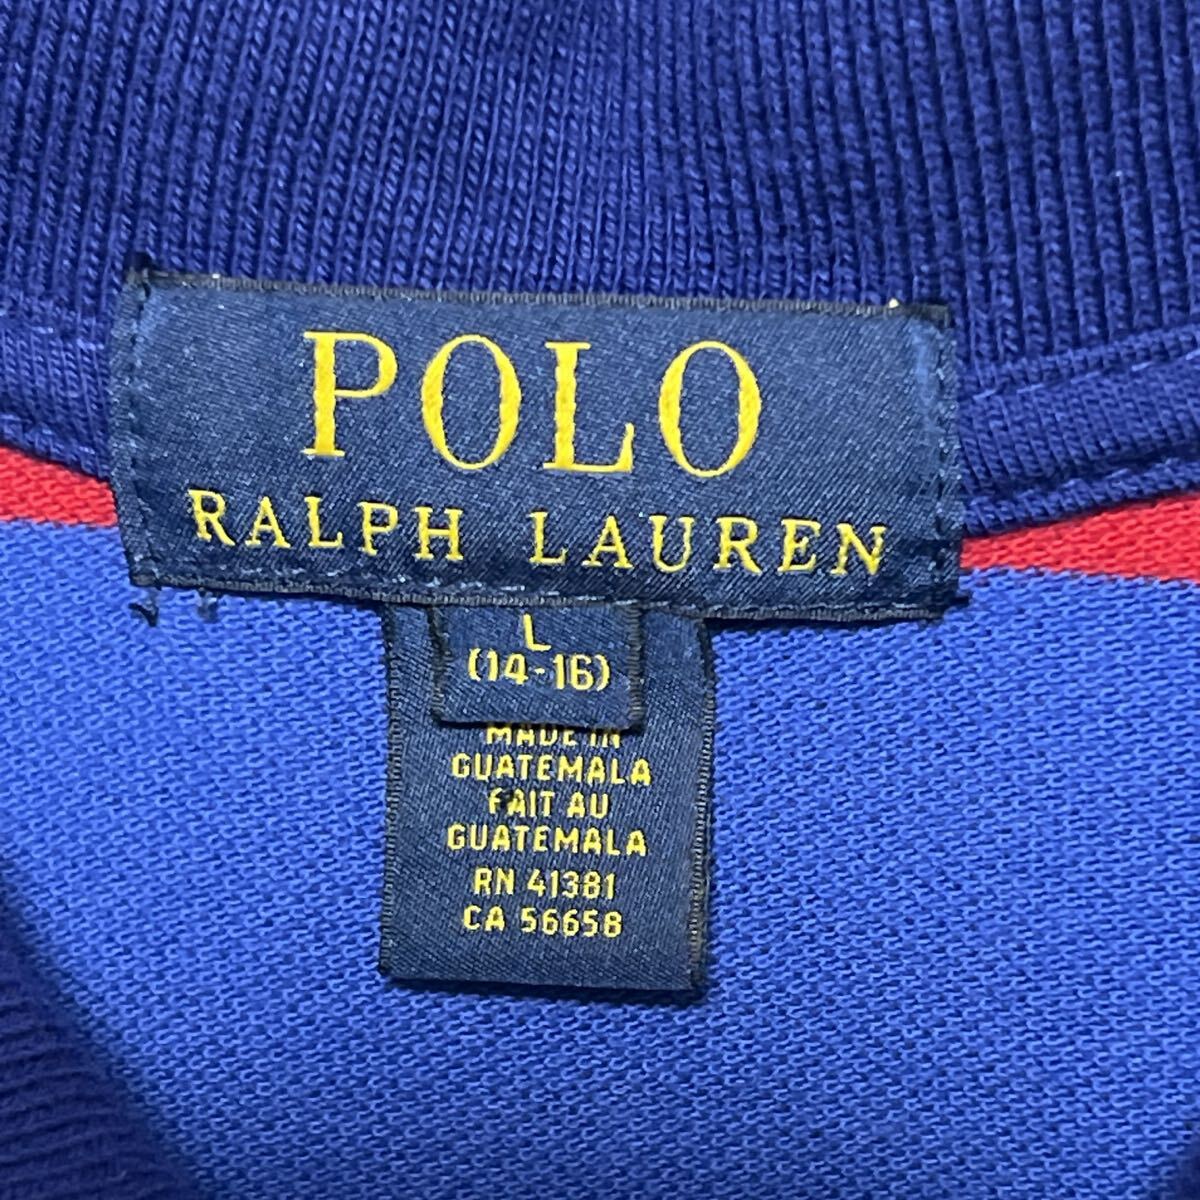 POLO
RALPH LAUREN
L
(14-16)
MADE IN
GUATEMALA
FAIT AU
GUATEMALA
RN 41381
CA 56658